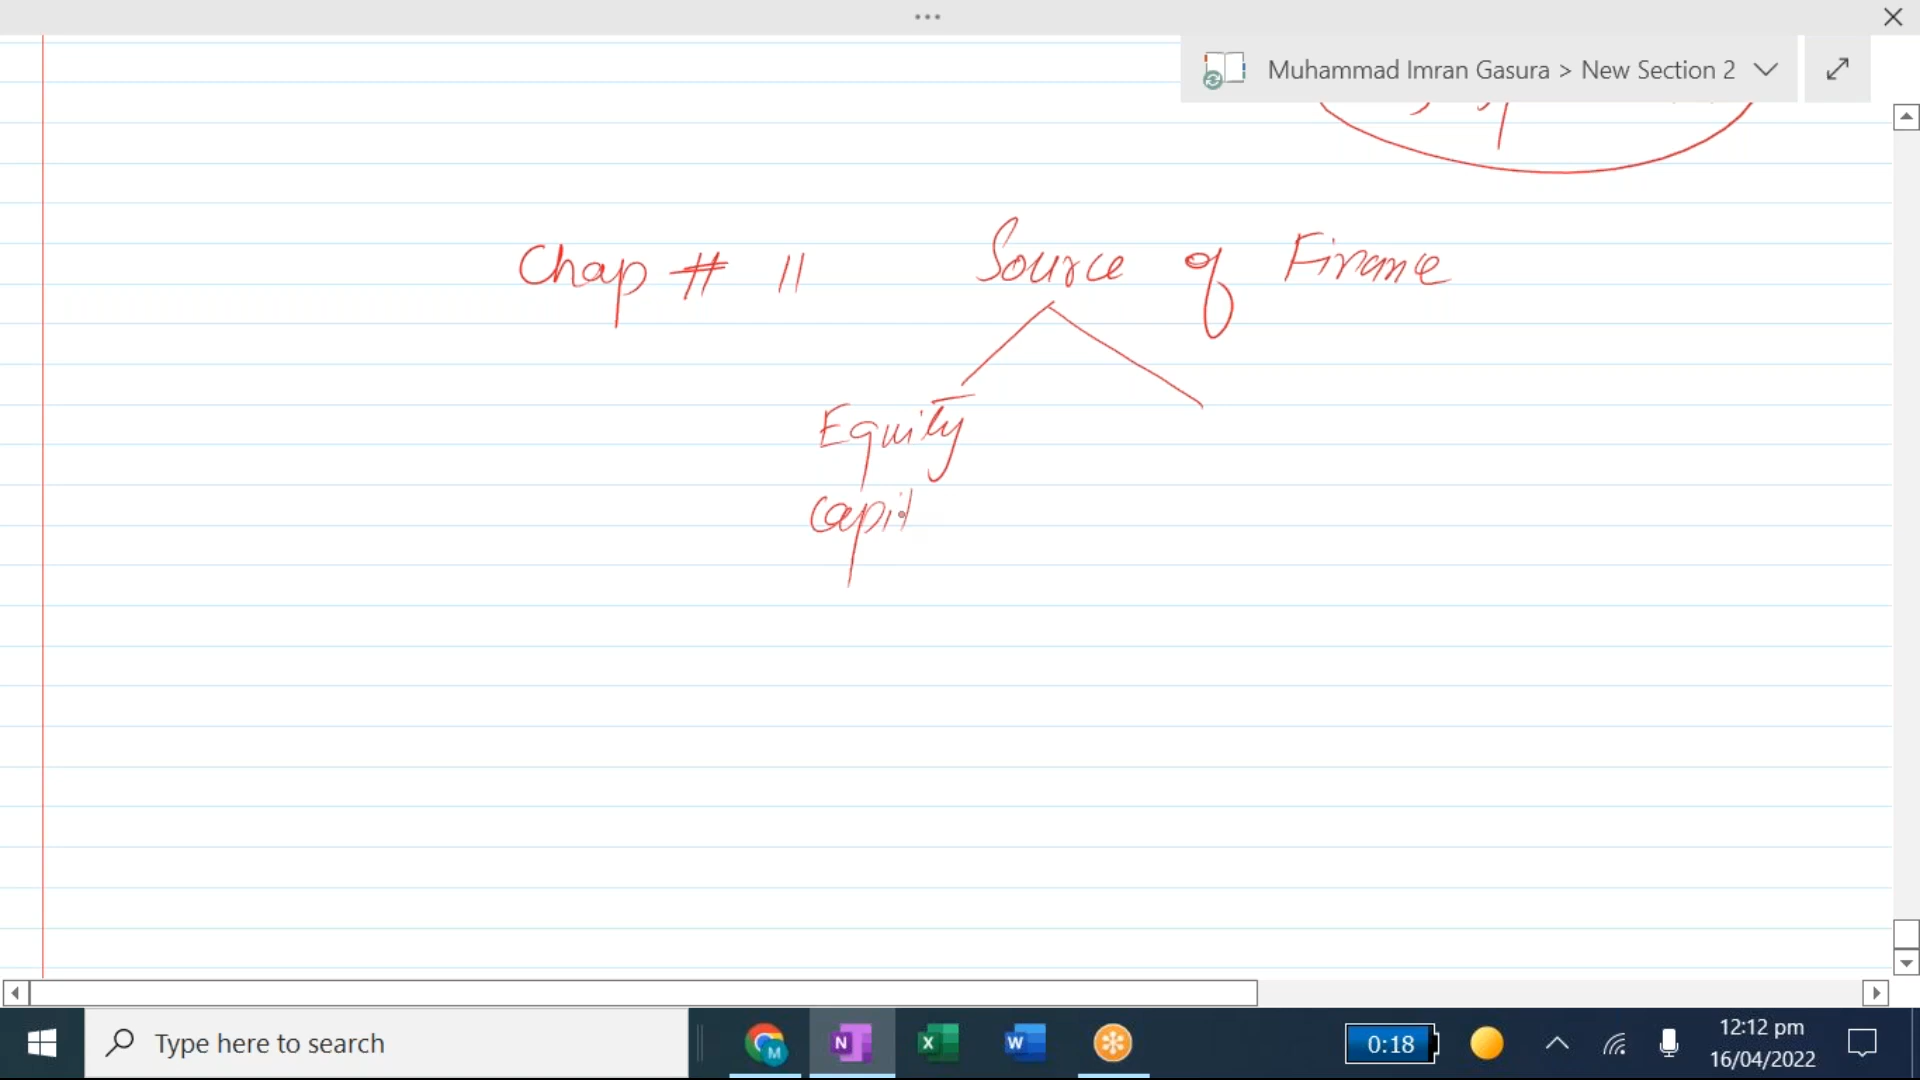 Muhammad Imran Gasura > New Section 2
Chap # 11 Source of Finance
Equity
Capit
Type here to search
0:18
12:12 pm
16/04/2022